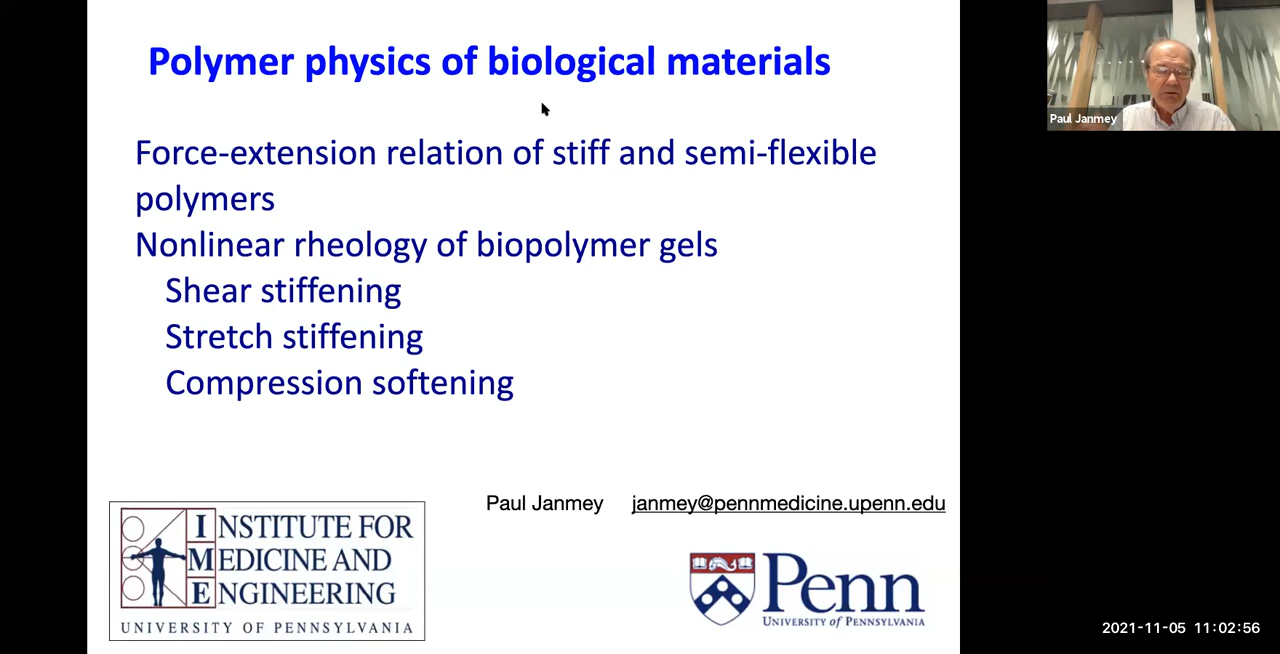 Polymer physics of biological materials
Paul Janmey
Force-extension relation of stiff and semi-flexible
polymers
Nonlinear rheology of biopolymer gels
Shear stiffening
Stretch stiffening
Compression softening
Paul Janmey janmey@pennmedicine.upenn.edu
INSTITUTE FOR
MEDICINE AND
ENGINEERING
UNIVERSITY OF PENNSYLVANIA
Penn
UNIVERSITY of PENNSYLVANIA
2021-11-05 11:02:56